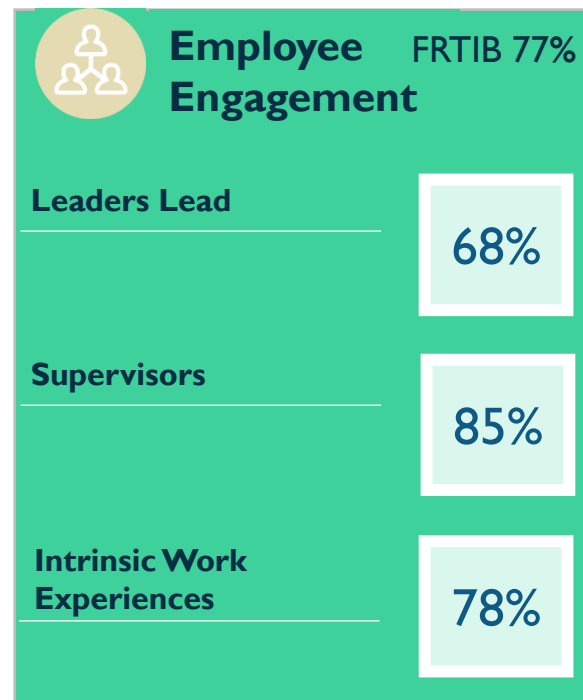 Employee FRTIB 77%
Engagement
Leaders Lead
68%
Supervisors
85%
Intrinsic Work
Experiences
78%